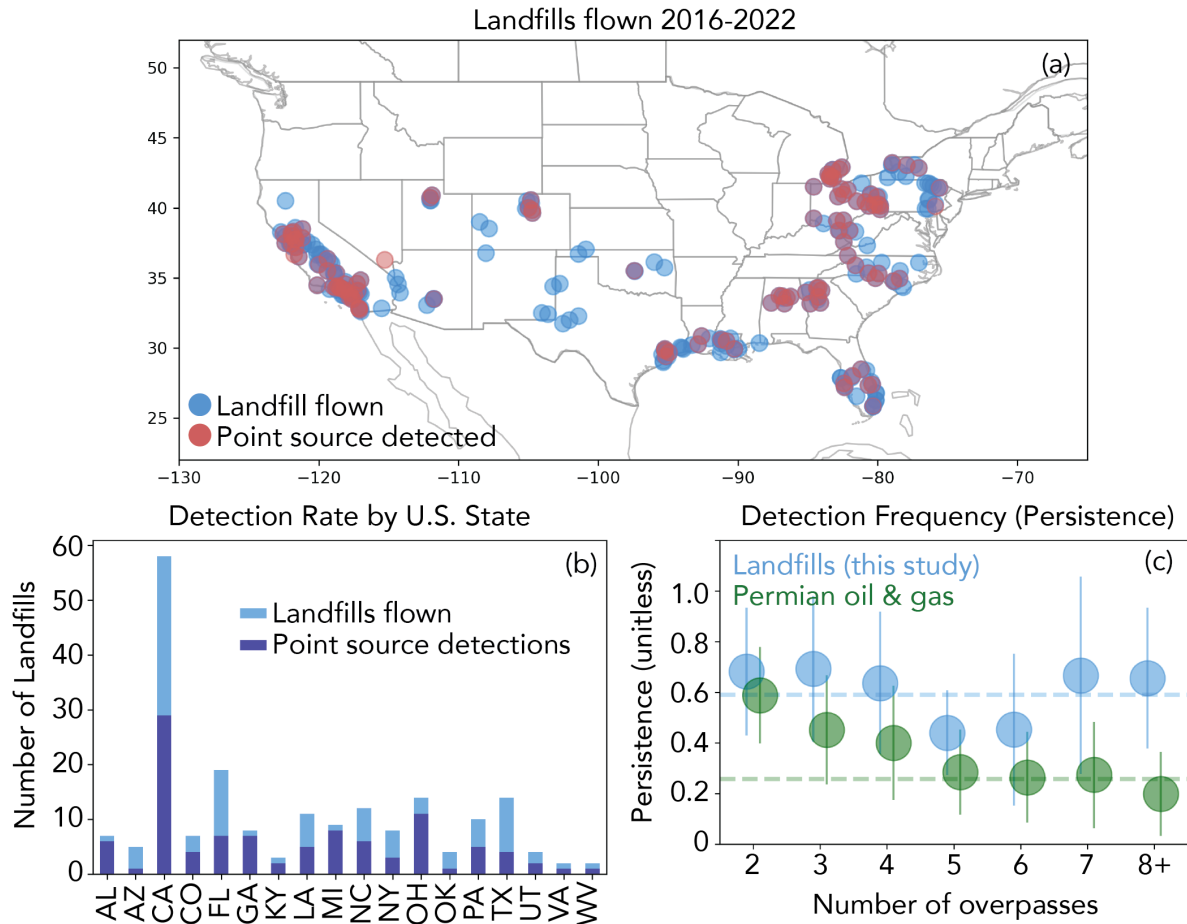 Landfills flown 2016-2022
(a)
50
45
40
35
30
25
Landfill flown
Point source detected
−130
−120
−110
−100
−90
−80
−70
Detection Rate by U.S. State
(b)
Number of Landfills
60
50
40
30
20
10
0
Landfills flown
Point source detections
AL
AZ
CA
CO
FL
GA
KY
LA
MI
NC
NY
OH
OK
PA
TX
UT
VA
WV
Detection Frequency (Persistence)
(c)
Landfills (this study)
Permian oil & gas
Persistence (unitless)
1.0
0.8
0.6
0.4
0.2
0
2
3
4
5
6
7
8+
Number of overpasses